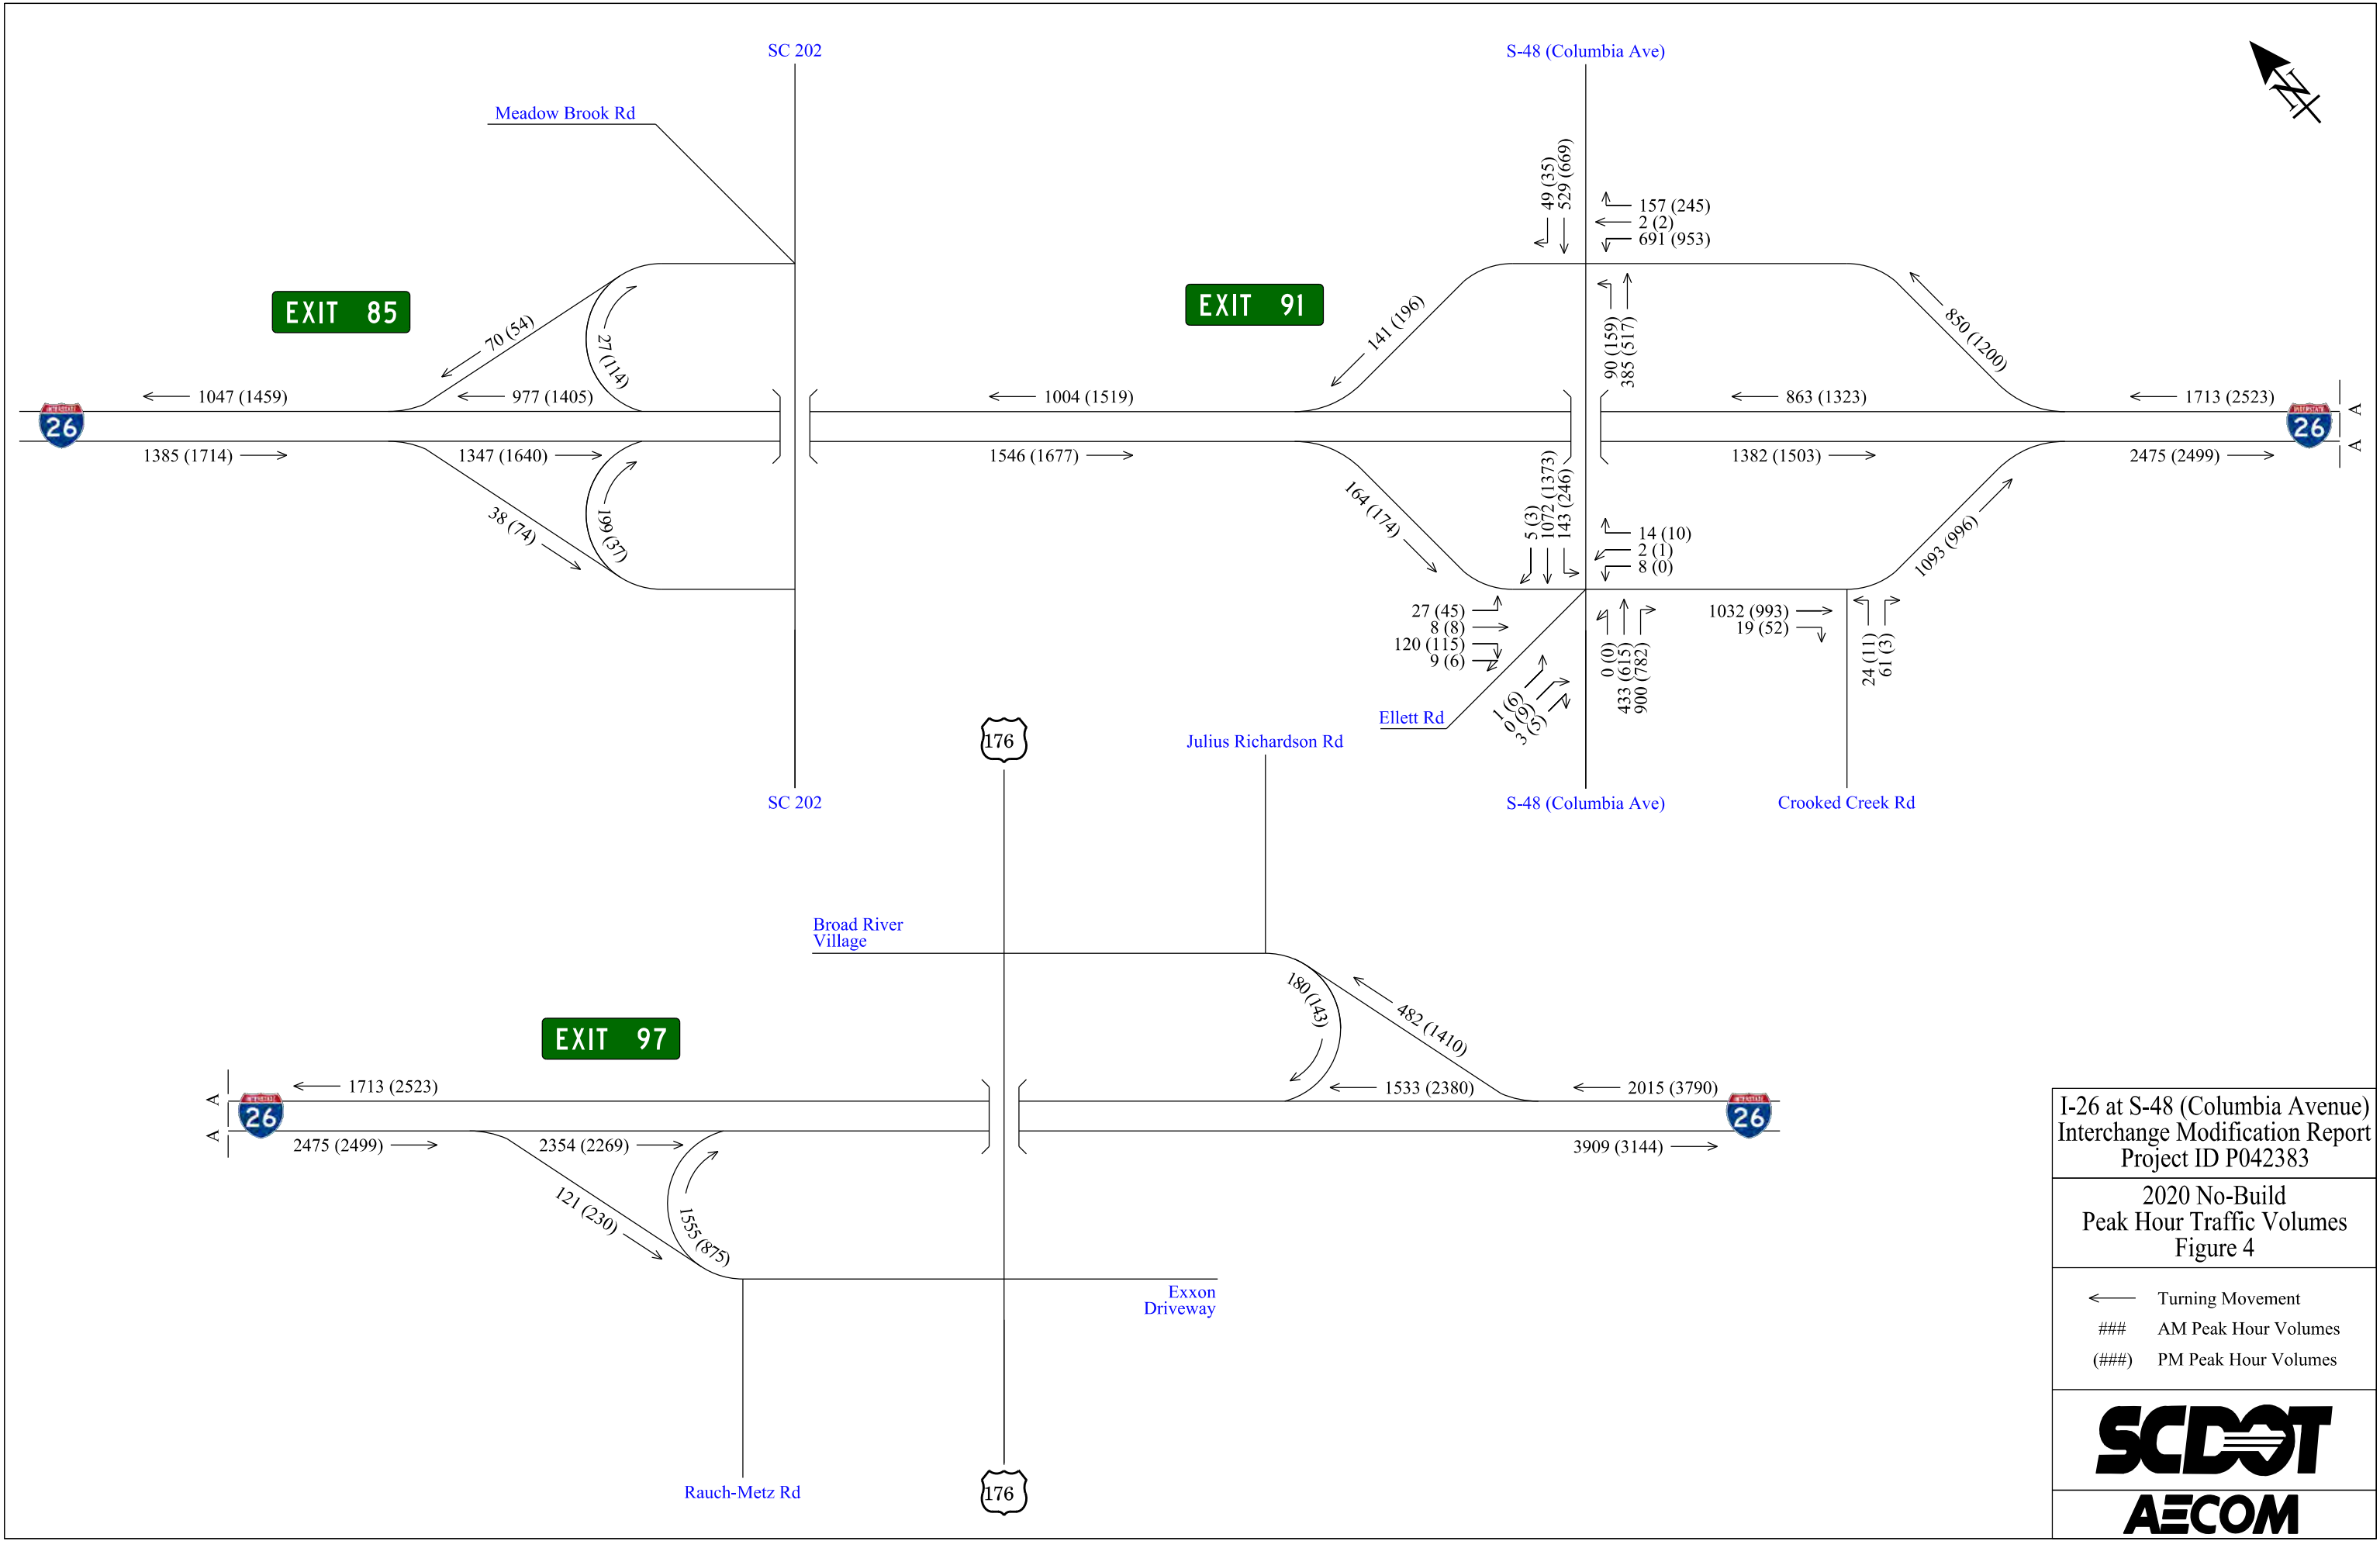 SC 202
S-48 (Columbia Ave)
Meadow Brook Rd
N
49 (35)
529 (669)
157 (245)
2 (2)
691 (953)
EXIT 85
EXIT 91
70 (54)
27 (114)
141 (196)
90 (159)
385 (517)
850 (1200)
1047 (1459)
977 (1405)
1004 (1519)
863 (1323)
1713 (2523)
A
INTERSTATE
26
INTERSTATE
26
A
1385 (1714)
1347 (1640)
1546 (1677)
1382 (1503)
2475 (2499)
38 (74)
199 (37)
164 (174)
5 (3)
1072 (1373)
143 (246)
14 (10)
2 (1)
8 (0)
1093 (996)
27 (45)
8 (8)
120 (115)
9 (6)
1032 (993)
19 (52)
0 (0)
433 (615)
900 (782)
24 (11)
61 (3)
1 (6)
0 (9)
3 (5)
Ellett Rd
176
Julius Richardson Rd
SC 202
S-48 (Columbia Ave)
Crooked Creek Rd
Broad River
Village
180 (143)
482 (1410)
EXIT 97
1713 (2523)
1533 (2380)
2015 (3790)
A
INTERSTATE
26
INTERSTATE
26
A
2475 (2499)
2354 (2269)
3909 (3144)
121 (230)
1555 (875)
Exxon
Driveway
Rauch-Metz Rd
176
I-26 at S-48 (Columbia Avenue)
Interchange Modification Report
Project ID P042383
2020 No-Build
Peak Hour Traffic Volumes
Figure 4
Turning Movement
### AM Peak Hour Volumes
(###) PM Peak Hour Volumes
SCDOT
AECOM